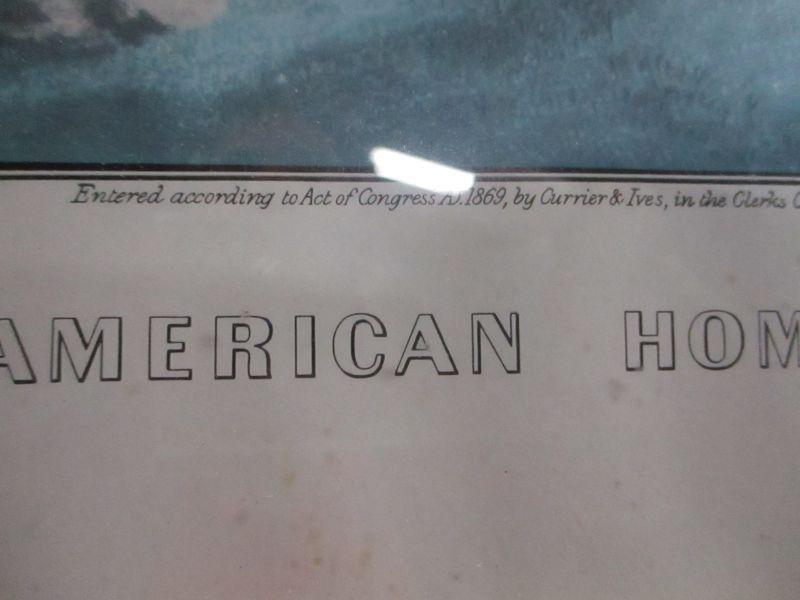 Entered according to Act of Congress A.D. 1869, by Currier & Ives, in the Clerks
AMERICAN HOM